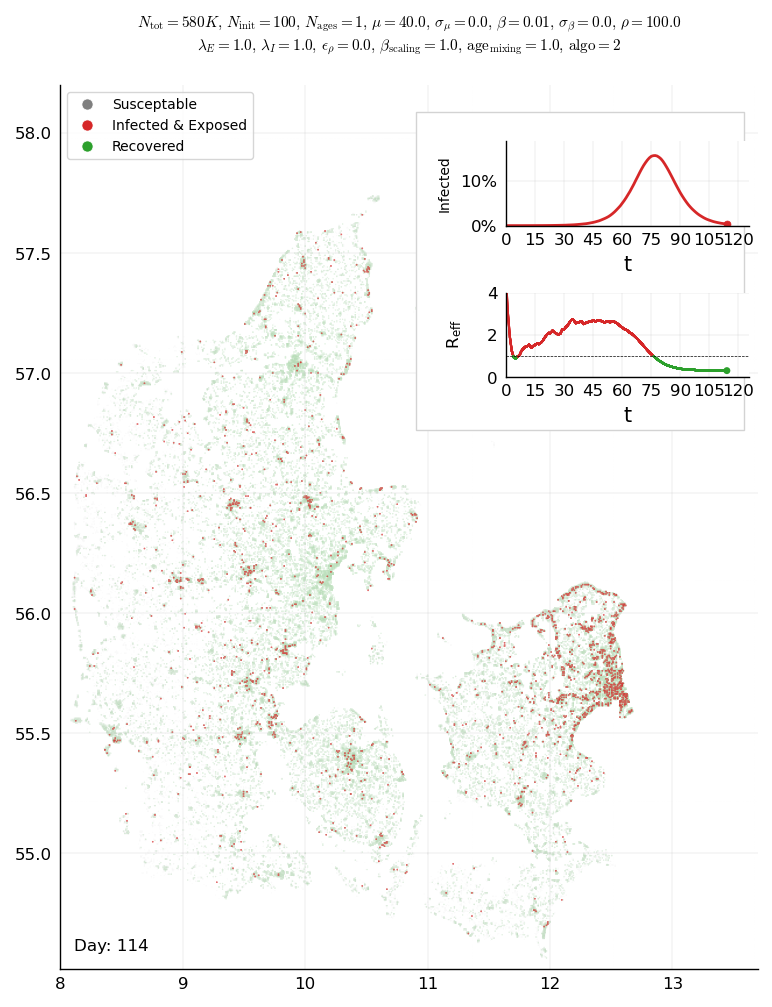 N_tot = 580K, N_init = 100, N_ages = 1, μ = 40.0, σ_μ = 0.0, β = 0.01, σ_β = 0.0, ρ = 100.0
λ_E = 1.0, λ_I = 1.0, ϵ_ρ = 0.0, β_scaling = 1.0, age_mixing = 1.0, algo = 2
Susceptable
Infected & Exposed
Recovered
Infected
10%
0%
0 15 30 45 60 75 90 105 120
t
R_eff
4
2
0
0 15 30 45 60 75 90 105 120
t
58.0
57.5
57.0
56.5
56.0
55.5
55.0
Day: 114
8 9 10 11 12 13